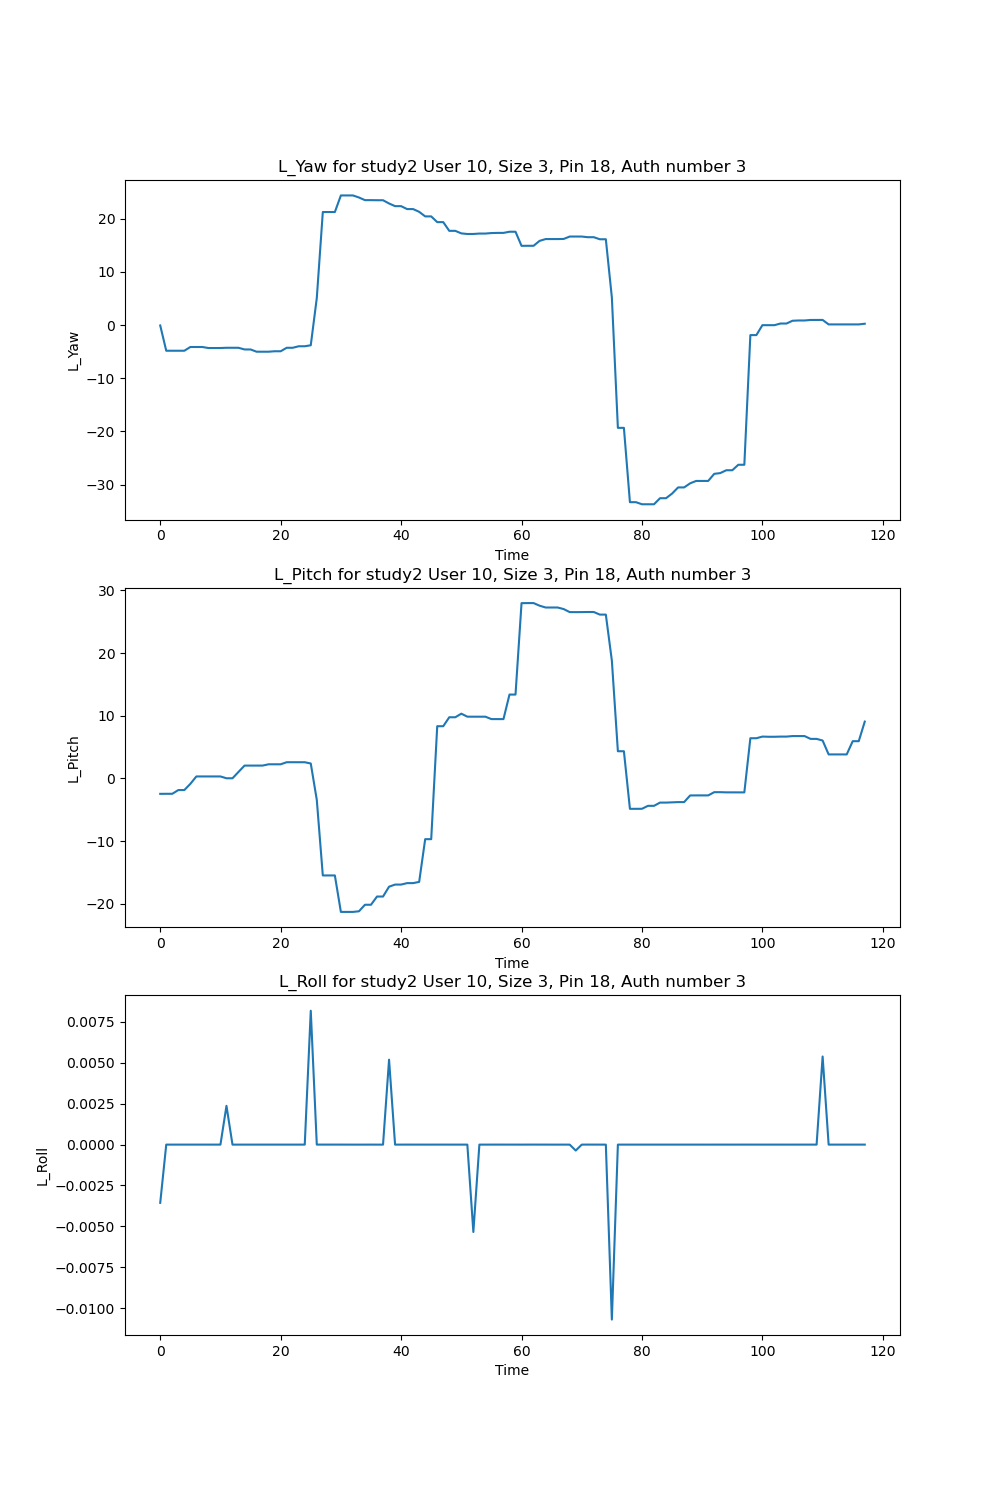 L_Yaw for study2 User 10, Size 3, Pin 18, Auth number 3
20
10
0
−10
−20
−30
L_Yaw
0 20 40 60 80 100 120
Time
L_Pitch for study2 User 10, Size 3, Pin 18, Auth number 3
30
20
10
0
−10
−20
L_Pitch
0 20 40 60 80 100 120
Time
L_Roll for study2 User 10, Size 3, Pin 18, Auth number 3
0.0075
0.0050
0.0025
0.0000
−0.0025
−0.0050
−0.0075
−0.0100
L_Roll
0 20 40 60 80 100 120
Time